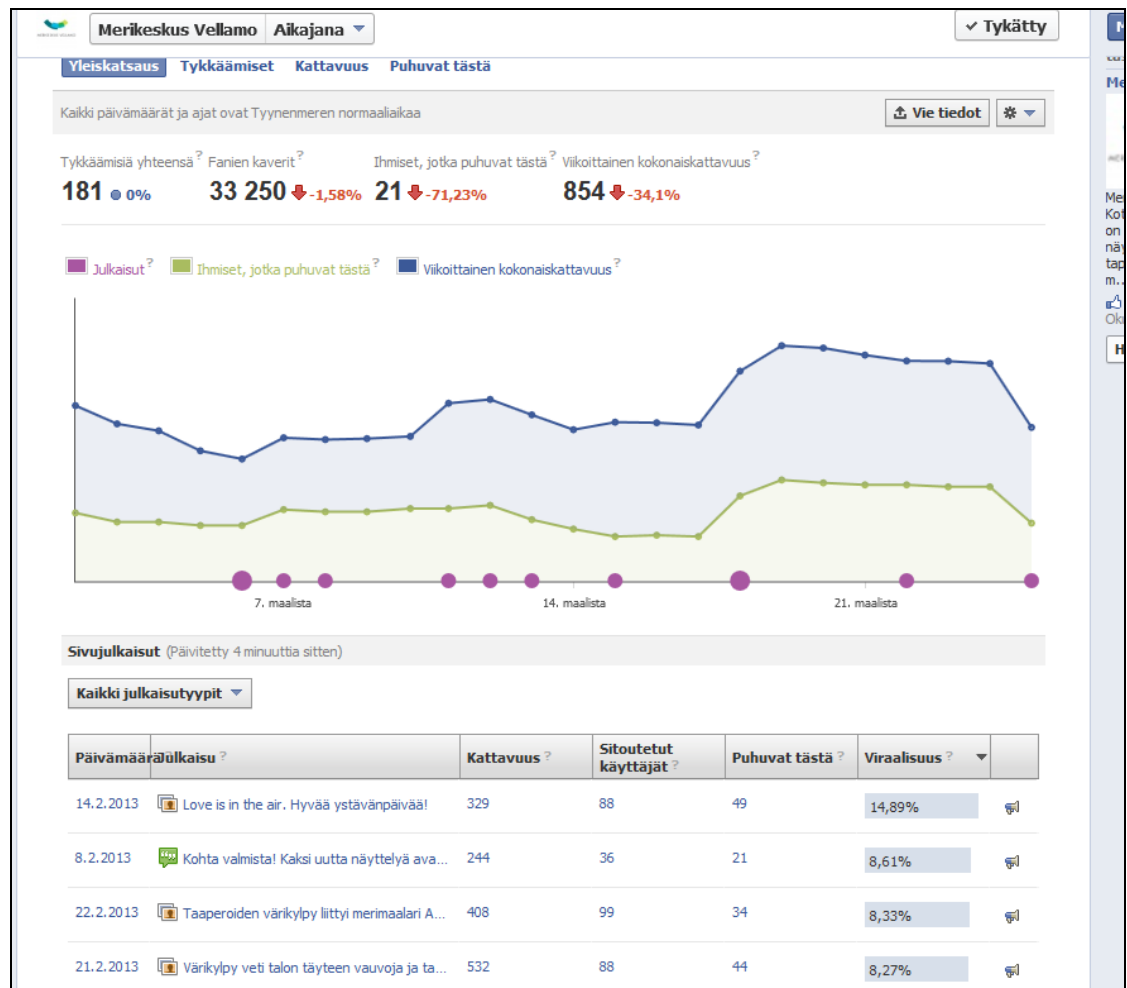 Merikeskus Vellamo Aikajana
Tykätty
Yleiskatsaus Tykkäämiset Kattavuus Puhuvat tästä
Kaikki päivämäärät ja ajat ovat Tyynenmeren normaaliaikaa
Vie tiedot
Tykkäämisiä yhteensä? Fanien kaverit? Ihmiset, jotka puhuvat tästä? Viikoittainen kokonaiskattavuus?
181 0% 33 250 -1,58% 21 -71,23% 854 -34,1%
Julkaisut? Ihmiset, jotka puhuvat tästä? Viikoittainen kokonaiskattavuus?
7. maalista 14. maalista 21. maalista
Sivujulkaisut (Päivitetty 4 minuuttia sitten)
Kaikki julkaisutyypit
Päivämäärä Julkaisu ? Kattavuus ? Sitoutetut käyttäjät ? Puhuvat tästä ? Viraalisuus ?
14.2.2013 Love is in the air. Hyvää ystävänpäivää! 329 88 49 14,89%
8.2.2013 Kohta valmista! Kaksi uutta näyttelyä ava... 244 36 21 8,61%
22.2.2013 Taaperoiden värikylpy liittyi merimaalari A... 408 99 34 8,33%
21.2.2013 Värikylpy veti talon täyteen vauvoja ja ta... 532 88 44 8,27%
Me
Kot
on
näy
tap
m..